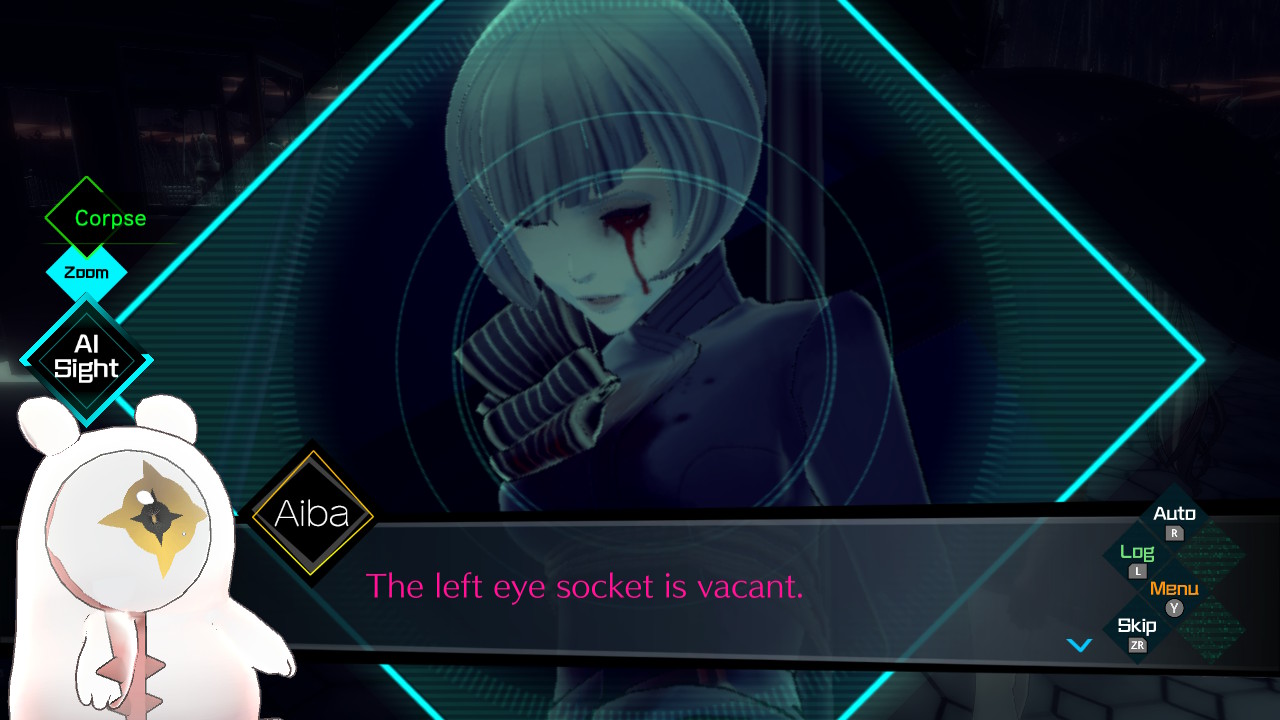 Corpse
Zoom
AI
Sight
Aiba
The left eye socket is vacant.
Auto
R
Log
L
Menu
Y
Skip
ZR